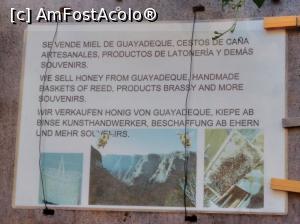 [c] AmFostAcolo®
SE VENDE MIEL DE GUAYADEQUE, CESTOS DE CAÑA
ARTESANALES, PRODUCTOS DE LATONERÍA Y DEMÁS
SOUVENIRS.
WE SELL HONEY FROM GUAYADEQUE, HANDMADE
BASKETS OF REED, PRODUCTS BRASSY AND MORE
SOUVENIRS.
WIR VERKAUFEN HONIG VON GUAYADEQUE, KIEPE AB
BINSE KUNSTHANDWERKER, BESCHAFFUNG AB EHERN
UND MEHR SOUVENIRS.